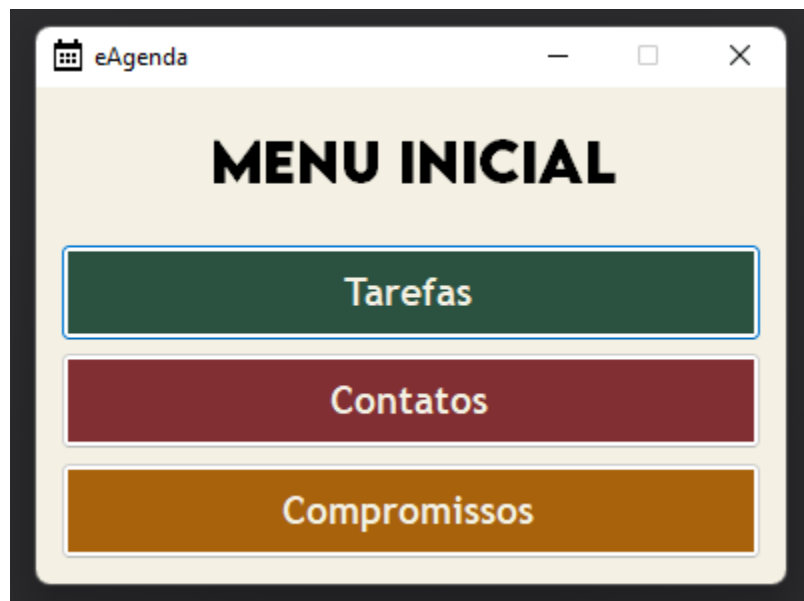 eAgenda
MENU INICIAL
Tarefas
Contatos
Compromissos